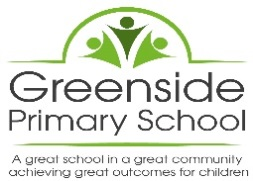 Greenside
Primary School
A great school in a great community
achieving great outcomes for children